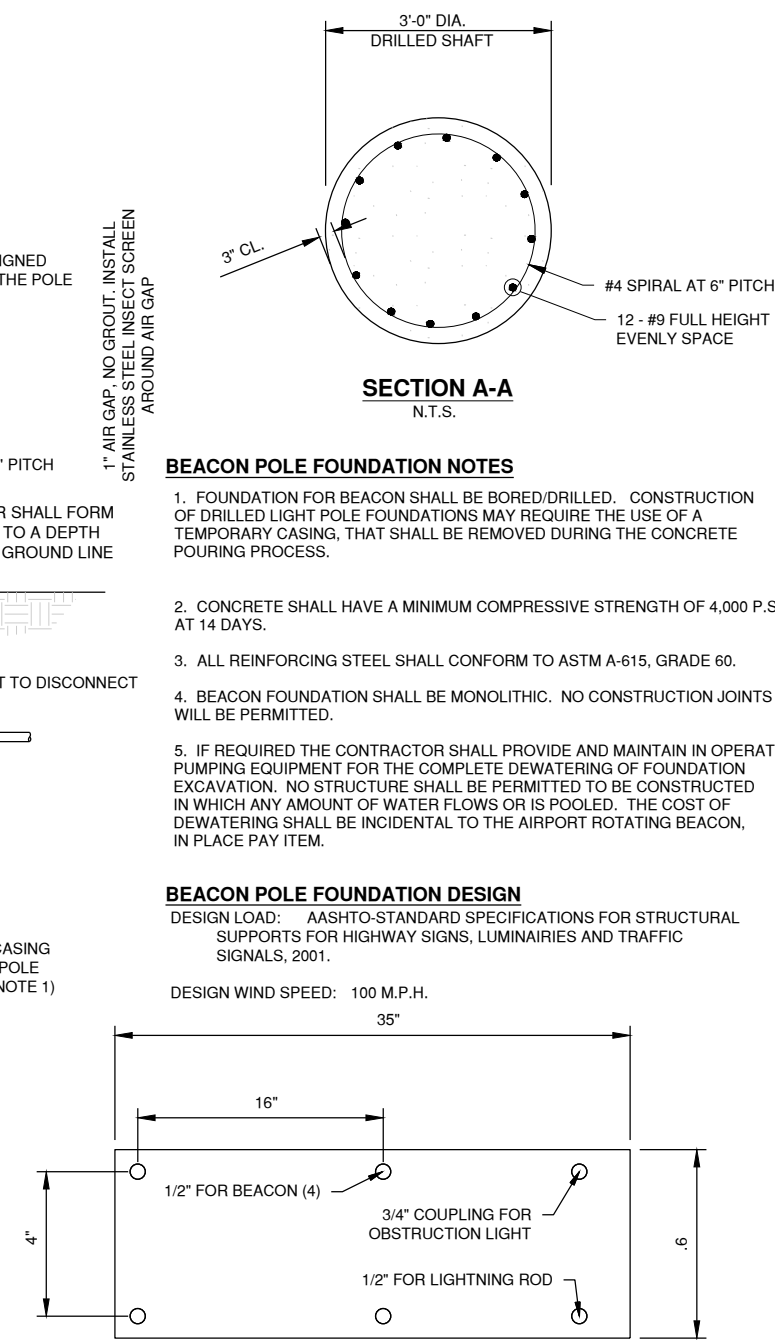 3'-0" DIA.
DRILLED SHAFT
3" CL.
#4 SPIRAL AT 6" PITCH
12 - #9 FULL HEIGHT
EVENLY SPACE
SECTION A-A
N.T.S.
IGNED
THE POLE
1" AIR GAP, NO GROUT. INSTALL
STAINLESS STEEL INSECT SCREEN
AROUND AIR GAP
" PITCH
R SHALL FORM
TO A DEPTH
GROUND LINE
T TO DISCONNECT
CASING
POLE
NOTE 1)
BEACON POLE FOUNDATION NOTES
1. FOUNDATION FOR BEACON SHALL BE BORED/DRILLED. CONSTRUCTION
OF DRILLED LIGHT POLE FOUNDATIONS MAY REQUIRE THE USE OF A
TEMPORARY CASING, THAT SHALL BE REMOVED DURING THE CONCRETE
POURING PROCESS.
2. CONCRETE SHALL HAVE A MINIMUM COMPRESSIVE STRENGTH OF 4,000 P.S
AT 14 DAYS.
3. ALL REINFORCING STEEL SHALL CONFORM TO ASTM A-615, GRADE 60.
4. BEACON FOUNDATION SHALL BE MONOLITHIC. NO CONSTRUCTION JOINTS
WILL BE PERMITTED.
5. IF REQUIRED THE CONTRACTOR SHALL PROVIDE AND MAINTAIN IN OPERAT
PUMPING EQUIPMENT FOR THE COMPLETE DEWATERING OF FOUNDATION
EXCAVATION. NO STRUCTURE SHALL BE PERMITTED TO BE CONSTRUCTED
IN WHICH ANY AMOUNT OF WATER FLOWS OR IS POOLED. THE COST OF
DEWATERING SHALL BE INCIDENTAL TO THE AIRPORT ROTATING BEACON,
IN PLACE PAY ITEM.
BEACON POLE FOUNDATION DESIGN
DESIGN LOAD: AASHTO-STANDARD SPECIFICATIONS FOR STRUCTURAL
SUPPORTS FOR HIGHWAY SIGNS, LUMINAIRIES AND TRAFFIC
SIGNALS, 2001.
DESIGN WIND SPEED: 100 M.P.H.
35"
16"
1/2" FOR BEACON (4)
3/4" COUPLING FOR
OBSTRUCTION LIGHT
4"
.6
1/2" FOR LIGHTNING ROD